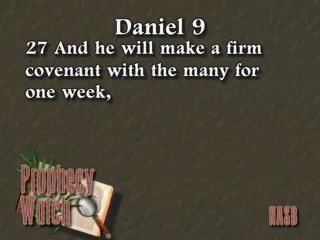 Daniel 9
27 And he will make a firm
covenant with the many for
one week,
Prophecy
Watch
NASB